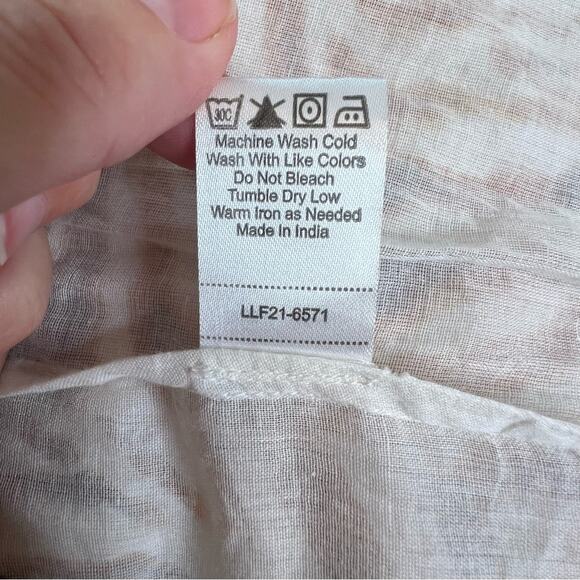 30C
Machine Wash Cold
Wash With Like Colors
Do Not Bleach
Tumble Dry Low
Warm Iron as Needed
Made In India
LLF21-6571